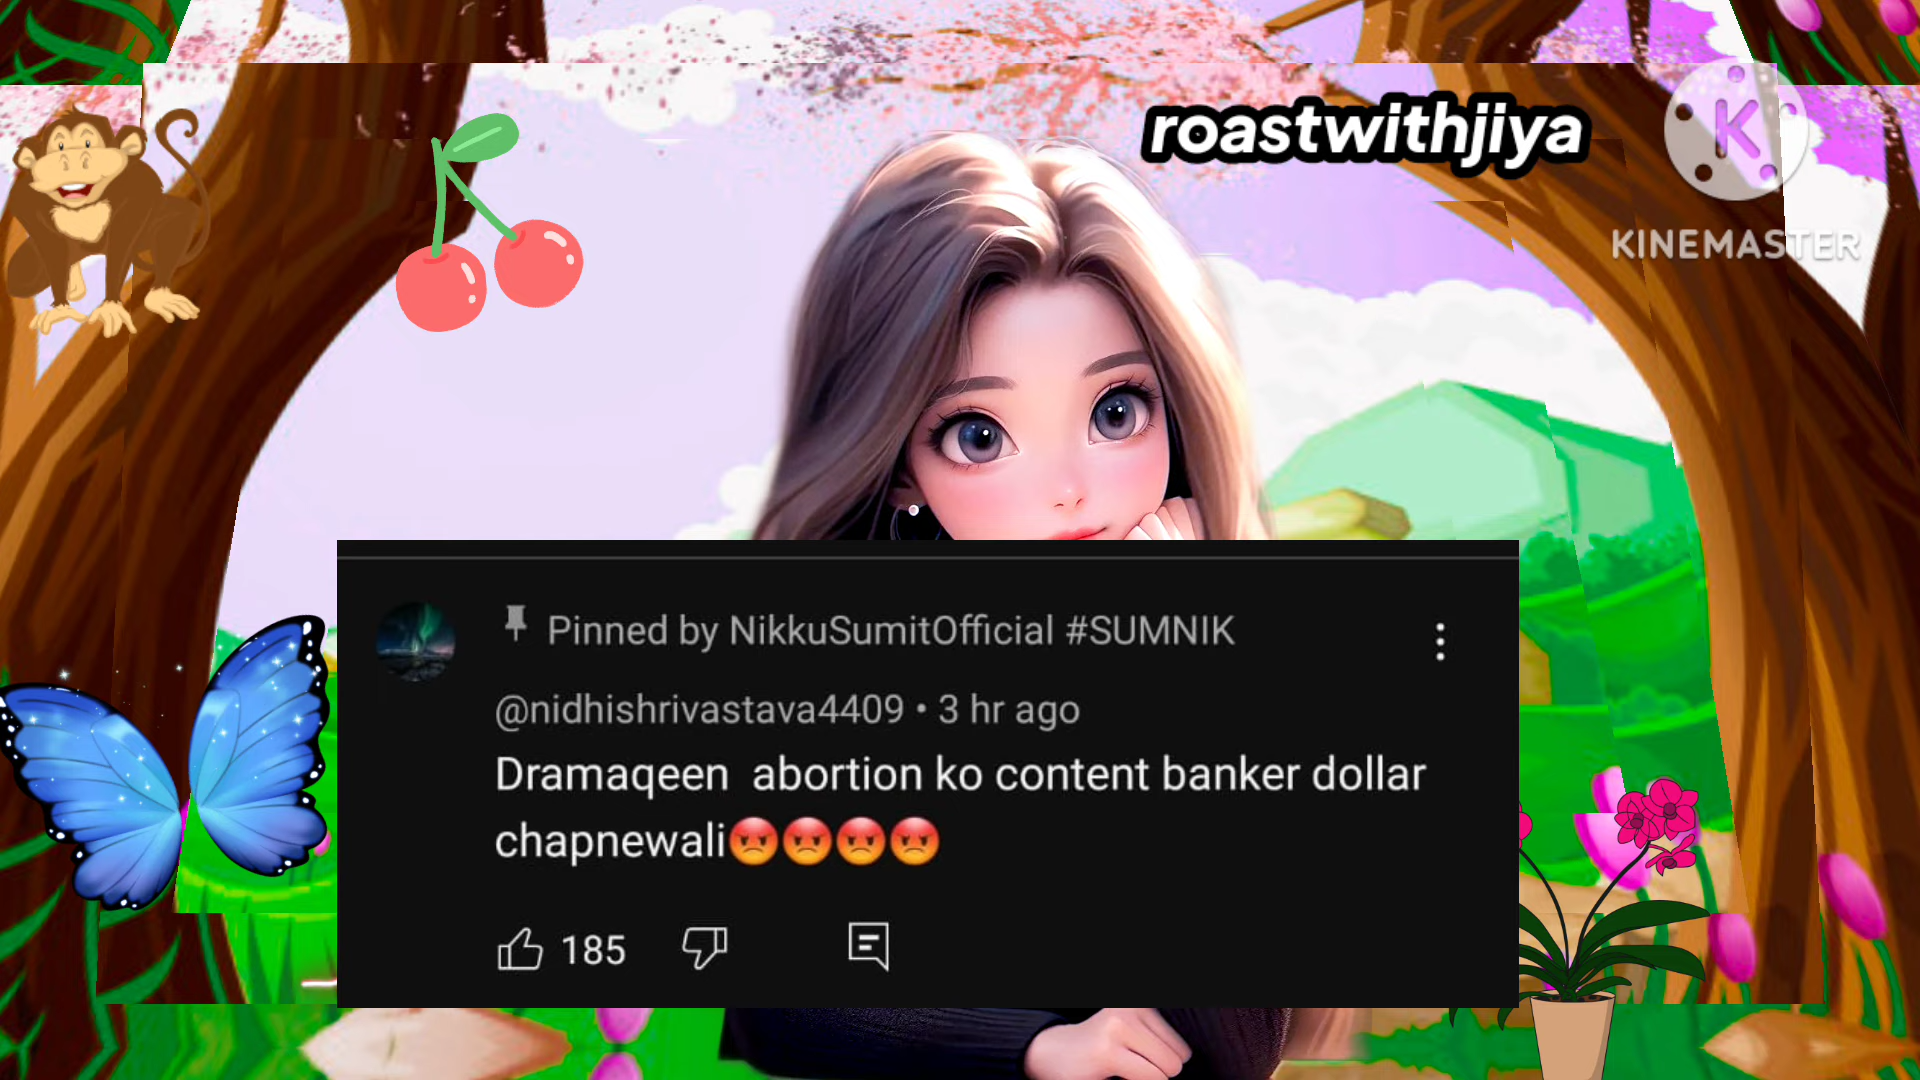 roastwithjiya
K
KINEMASTER
Pinned by NikkuSumitOfficial #SUMNIK
@nidhishrivastava4409 • 3 hr ago
Dramaqeen abortion ko content banker dollar
chapnewali😡😡😡😡
185